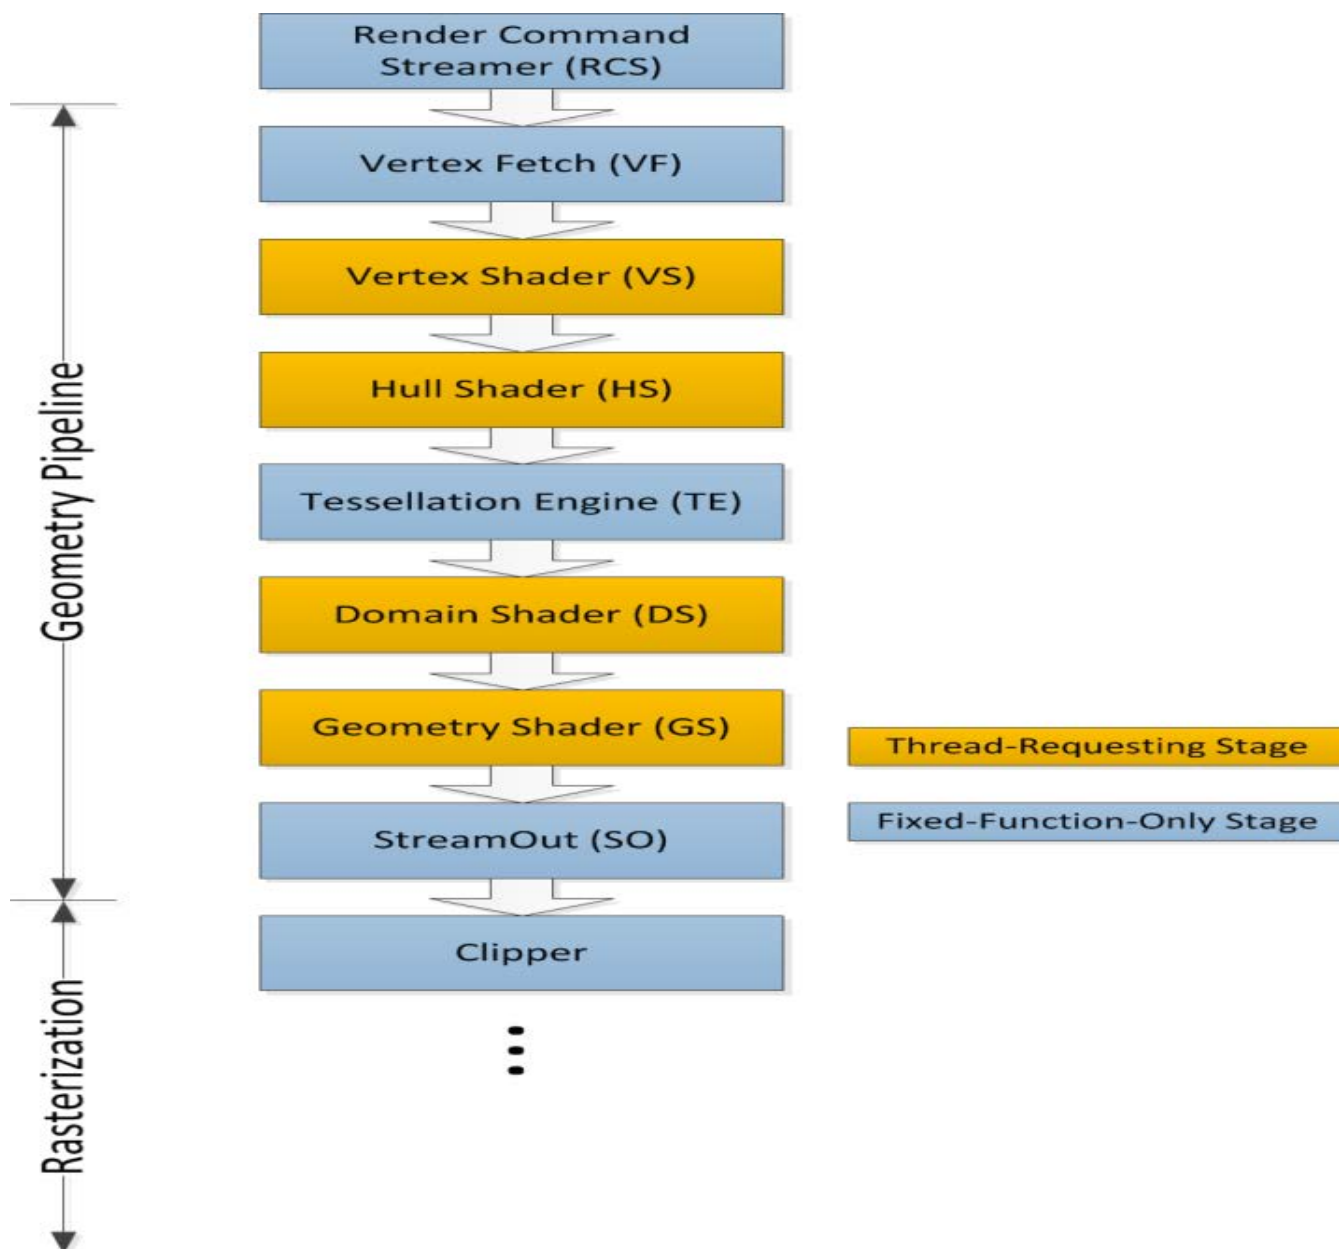 Render Command
Streamer (RCS)
Vertex Fetch (VF)
Vertex Shader (VS)
Hull Shader (HS)
Tessellation Engine (TE)
Domain Shader (DS)
Geometry Shader (GS)
StreamOut (SO)
Clipper
Geometry Pipeline
Rasterization
Thread-Requesting Stage
Fixed-Function-Only Stage